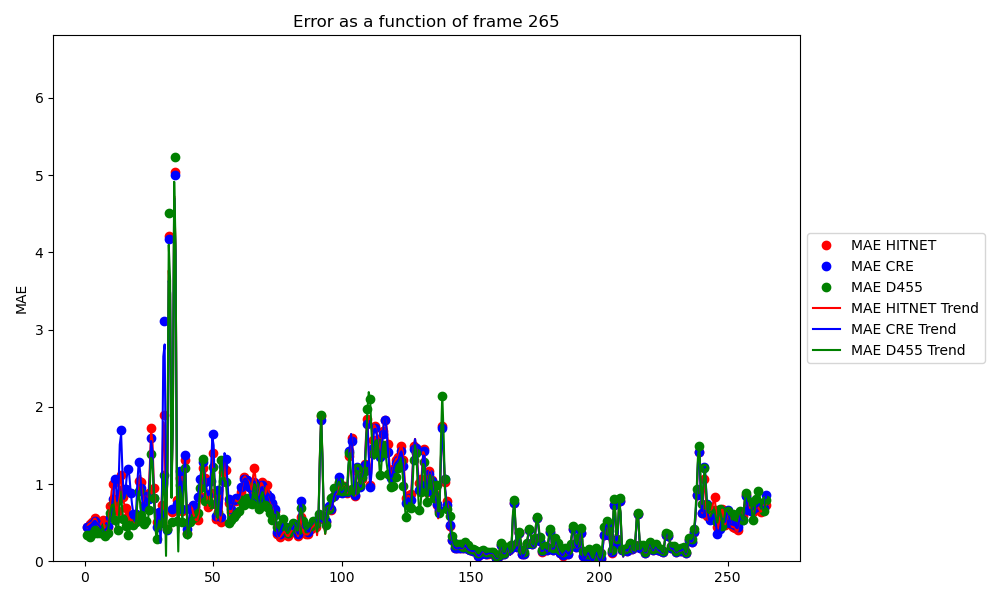 Error as a function of frame 265
MAE
6
5
4
3
2
1
0
0
50
100
150
200
250
MAE HITNET
MAE CRE
MAE D455
MAE HITNET Trend
MAE CRE Trend
MAE D455 Trend